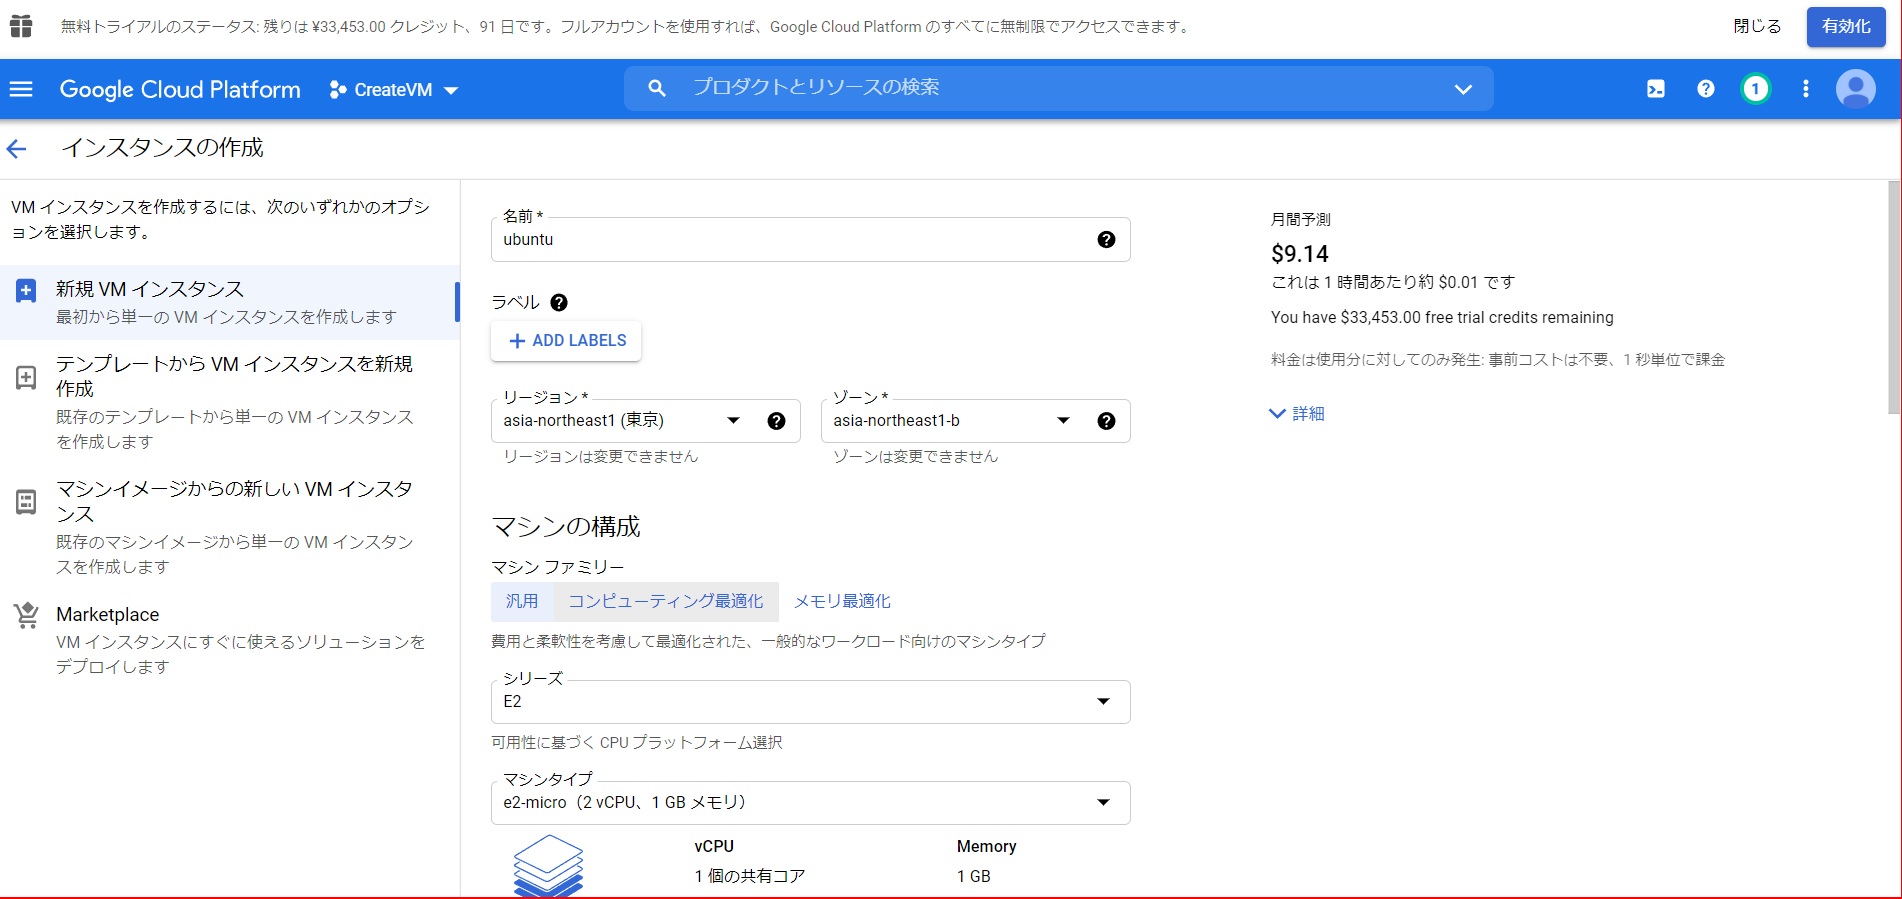 無料トライアルのステータス: 残りは ¥33,453.00 クレジット、91 日です。フルアカウントを使用すれば、Google Cloud Platform のすべてに無制限でアクセスできます。
閉じる
有効化
Google Cloud Platform
CreateVM
プロダクトとリソースの検索
1
インスタンスの作成
VM インスタンスを作成するには、次のいずれかのオプシ
ョンを選択します。
新規 VM インスタンス
最初から単一の VM インスタンスを作成します
テンプレートから VM インスタンスを新規
作成
既存のテンプレートから単一の VM インスタンス
を作成します
マシンイメージからの新しい VM インスタ
ンス
既存のマシンイメージから単一の VM インスタン
スを作成します
Marketplace
VM インスタンスにすぐに使えるソリューションを
デプロイします
名前 *
ubuntu
ラベル
ADD LABELS
リージョン *
asia-northeast1 (東京)
リージョンは変更できません
ゾーン *
asia-northeast1-b
ゾーンは変更できません
マシンの構成
マシン ファミリー
汎用
コンピューティング最適化
メモリ最適化
費用と柔軟性を考慮して最適化された、一般的なワークロード向けのマシンタイプ
シリーズ
E2
可用性に基づく CPU プラットフォーム選択
マシンタイプ
e2-micro（2 vCPU、1 GB メモリ）
vCPU
1 個の共有コア
Memory
1 GB
月間予測
$9.14
これは 1 時間あたり約 $0.01 です
You have $33,453.00 free trial credits remaining
料金は使用分に対してのみ発生: 事前コストは不要、1 秒単位で課金
詳細